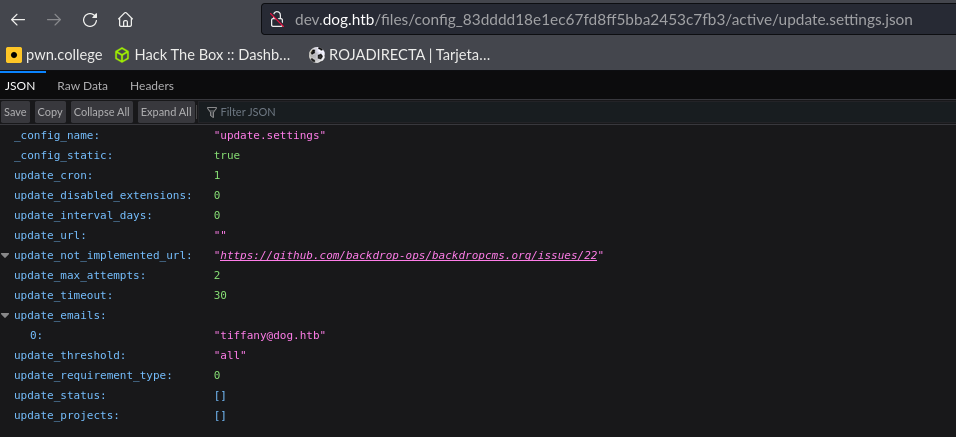 dev.dog.htb/files/config_83dddd18e1ec67fd8ff5bba2453c7fb3/active/update.settings.json
pwn.college Hack The Box :: Dashb... ROJADIRECTA | Tarjeta...
JSON Raw Data Headers
Save Copy Collapse All Expand All Filter JSON
_config_name: "update.settings"
_config_static: true
update_cron: 1
update_disabled_extensions: 0
update_interval_days: 0
update_url: ""
update_not_implemented_url: "https://github.com/backdrop-ops/backdropcms.org/issues/22"
update_max_attempts: 2
update_timeout: 30
update_emails:
0: "tiffany@dog.htb"
update_threshold: "all"
update_requirement_type: 0
update_status: []
update_projects: []